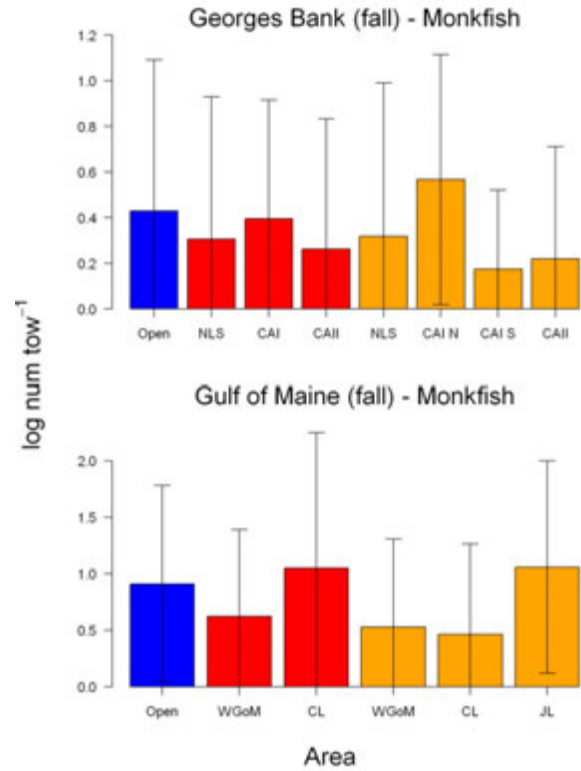 Georges Bank (fall) - Monkfish
1.2
1.0
0.8
0.6
0.4
0.2
0.0
Open NLS CAI CAII NLS CAI N CAI S CAII
log num tow⁻¹
Gulf of Maine (fall) - Monkfish
2.0
1.5
1.0
0.5
0.0
Open WGoM CL WGoM CL JL
Area